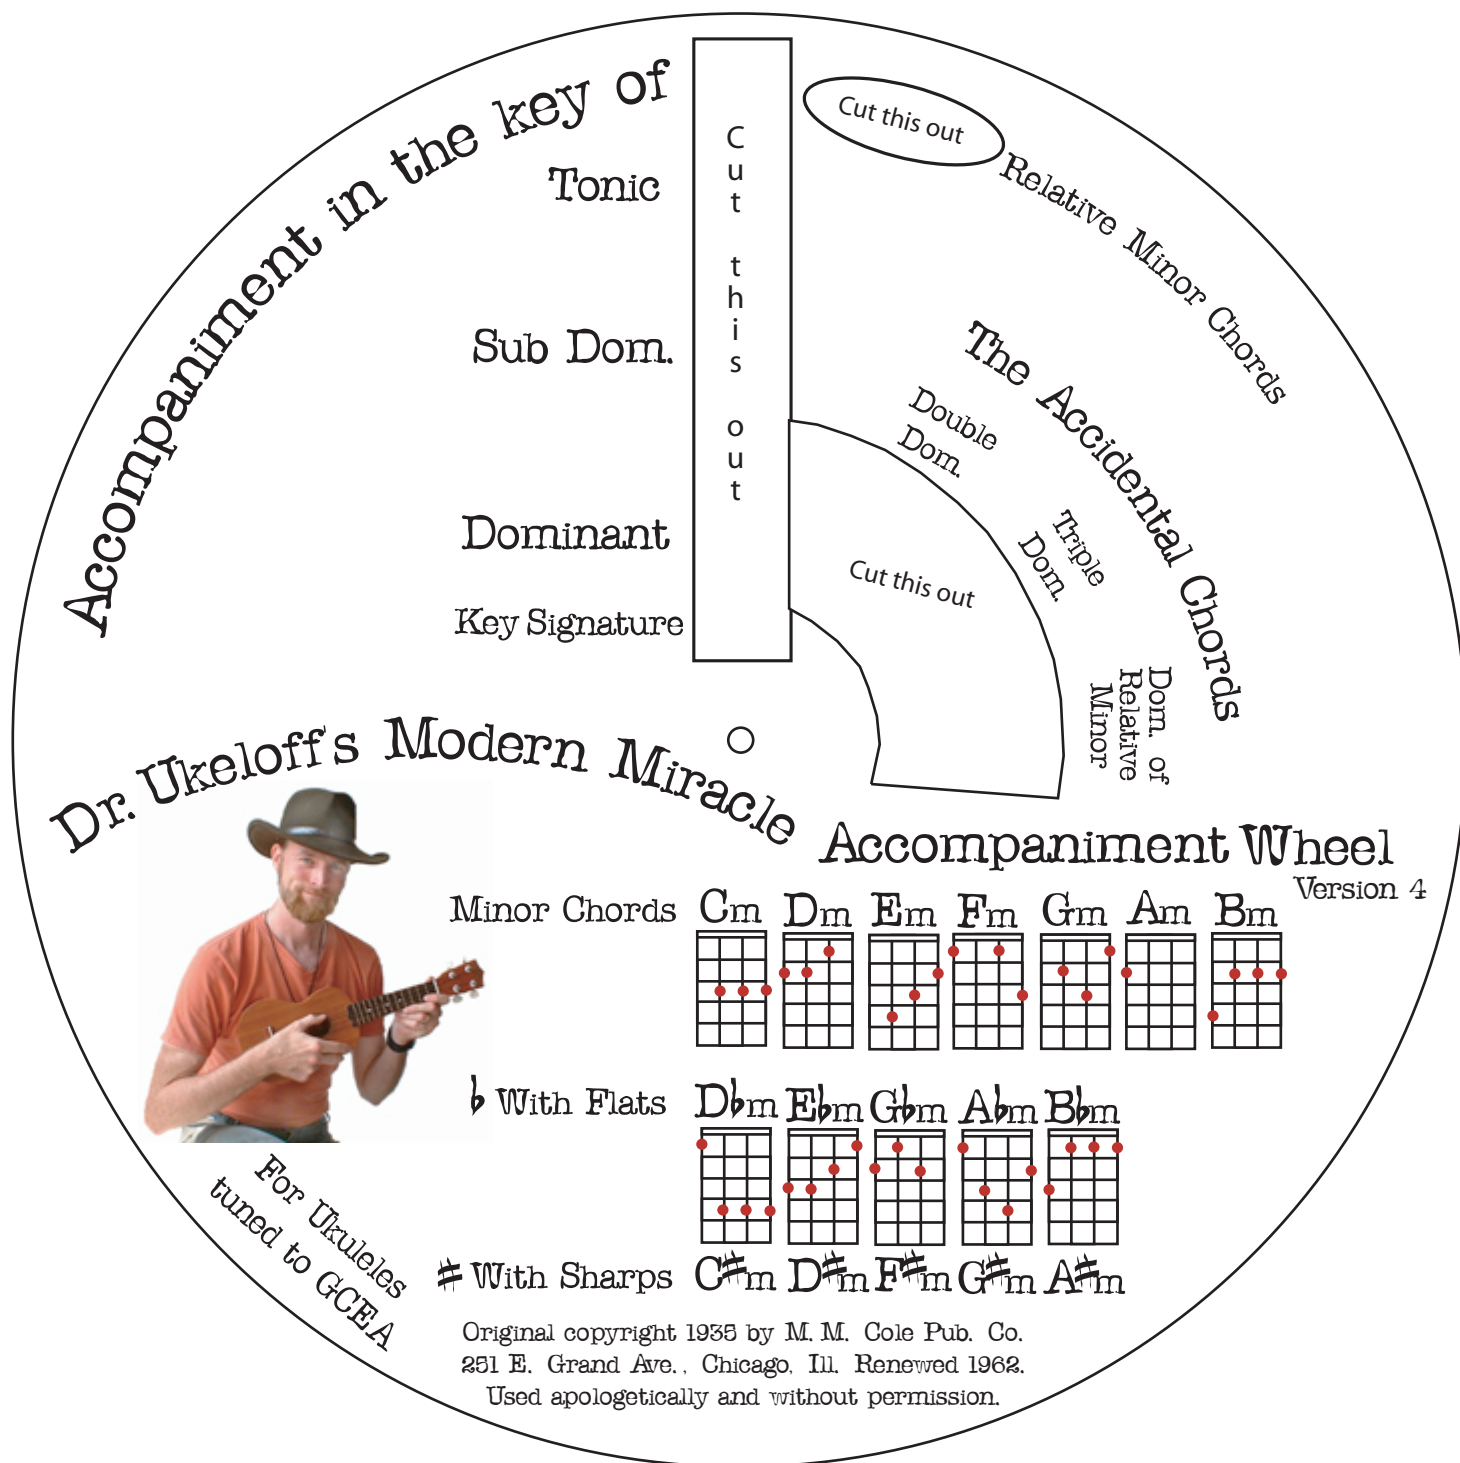 Accompaniment in the key of
Cut this out
Cut this out
Relative Minor Chords
Tonic
Sub Dom.
Dominant
Key Signature
The Accidental Chords
Double
Dom.
Triple
Dom.
Dom. of
Relative
Minor
Cut this out
Dr. Ukeloff's Modern Miracle
Accompaniment Wheel
Version 4
Minor Chords Cm Dm Em Fm Gm Am Bm
♭ With Flats D♭m E♭m G♭m A♭m B♭m
♯ With Sharps C♯m D♯m F♯m G♯m A♯m
For Ukuleles
tuned to GCEA
Original copyright 1935 by M. M. Cole Pub. Co.
251 E. Grand Ave., Chicago, Ill. Renewed 1962.
Used apologetically and without permission.